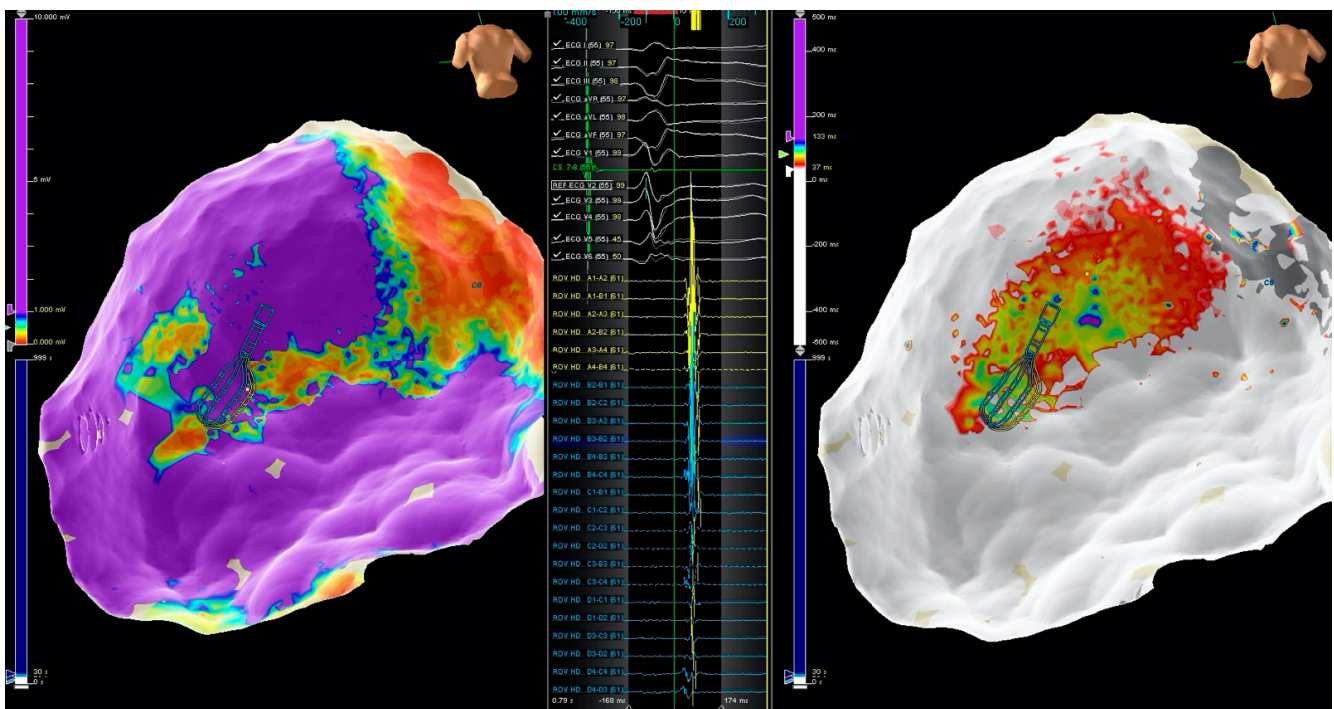 10.000 mV
5 mV
1.000 mV
0.000 mV
999 s
30 s
0 s
100 mm/s
-150 ms
-400 -200 0 200
ECG I (55) 97
ECG II (55) 97
ECG III (55) 98
ECG aVR (55) 97
ECG aVL (55) 98
ECG aVF (55) 97
ECG V1 (55) 99
CS 7-8 (55)
REF:ECG V2 (55) 99
ECG V3 (55) 99
ECG V4 (55) 98
ECG V5 (55) 45
ECG V6 (55) 50
ROV HD A1-A2 (61)
ROV HD A1-B1 (61)
ROV HD A2-A3 (61)
ROV HD A2-B2 (61)
ROV HD A3-A4 (61)
ROV HD A4-B4 (61)
ROV HD B2-B1 (61)
ROV HD B2-C2 (61)
ROV HD B3-A3 (61)
ROV HD B3-B2 (61)
ROV HD B4-B3 (61)
ROV HD B4-C4 (61)
ROV HD C1-B1 (61)
ROV HD C1-C2 (61)
ROV HD C2-C3 (61)
ROV HD C2-D2 (61)
ROV HD C3-B3 (61)
ROV HD C3-C4 (61)
ROV HD D1-C1 (61)
ROV HD D1-D2 (61)
ROV HD D3-C3 (61)
ROV HD D3-D2 (61)
ROV HD D4-C4 (61)
ROV HD D4-D3 (61)
0.79 s -168 ms 174 ms
500 ms
400 ms
200 ms
133 ms
37 ms
0 ms
-200 ms
-400 ms
-500 ms
999 s
30 s
0 s